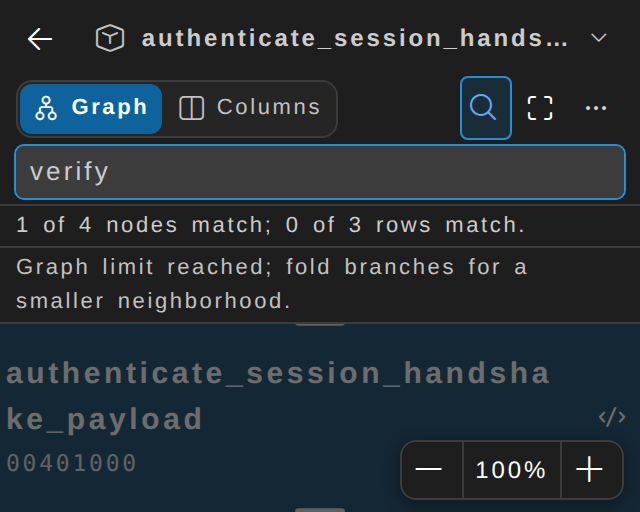 authenticate_session_hands...
Graph Columns
verify
1 of 4 nodes match; 0 of 3 rows match.
Graph limit reached; fold branches for a
smaller neighborhood.
authenticate_session_handsha
ke_payload
00401000
100%